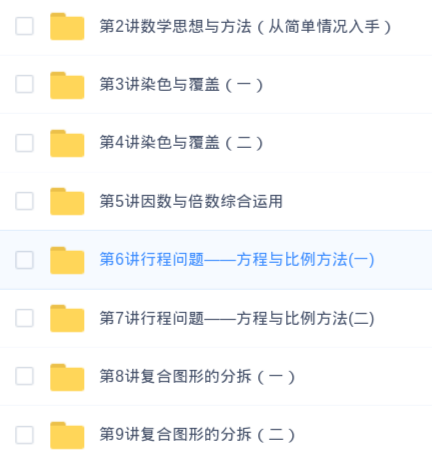 第2讲数学思想与方法（从简单情况入手）
第3讲染色与覆盖（一）
第4讲染色与覆盖（二）
第5讲因数与倍数综合运用
第6讲行程问题——方程与比例方法(一)
第7讲行程问题——方程与比例方法(二)
第8讲复合图形的分拆（一）
第9讲复合图形的分拆（二）